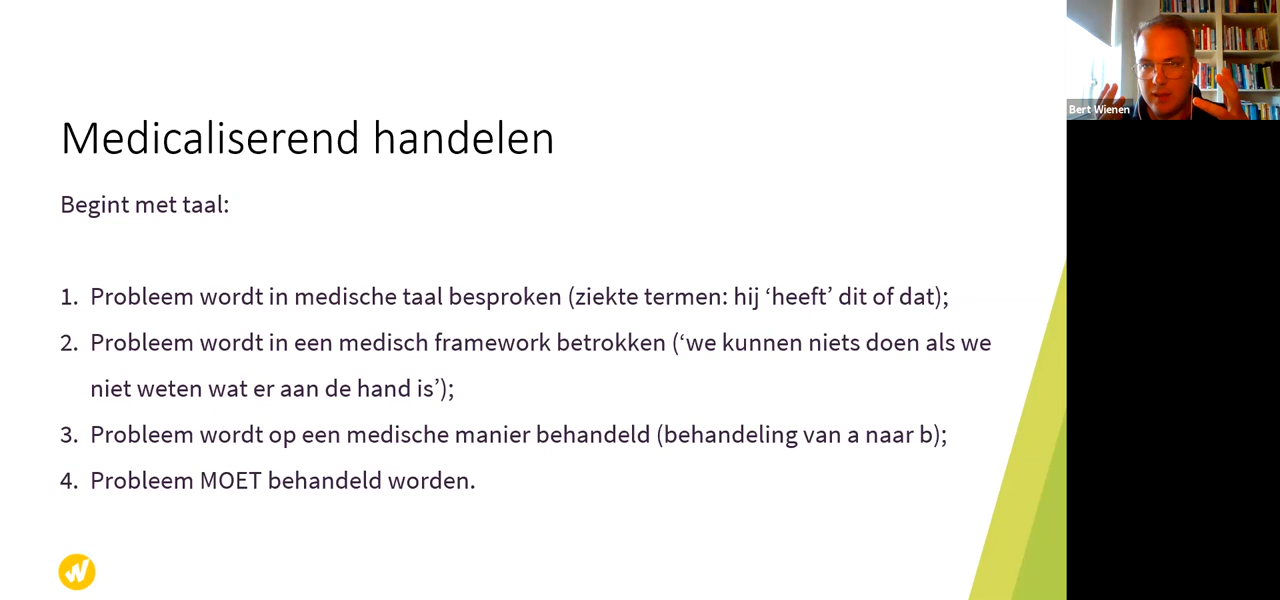 Medicaliserend handelen
Begint met taal:
1. Probleem wordt in medische taal besproken (ziekte termen: hij ‘heeft’ dit of dat);
2. Probleem wordt in een medisch framework betrokken (‘we kunnen niets doen als we
niet weten wat er aan de hand is’);
3. Probleem wordt op een medische manier behandeld (behandeling van a naar b);
4. Probleem MOET behandeld worden.
Bert Wienen
W